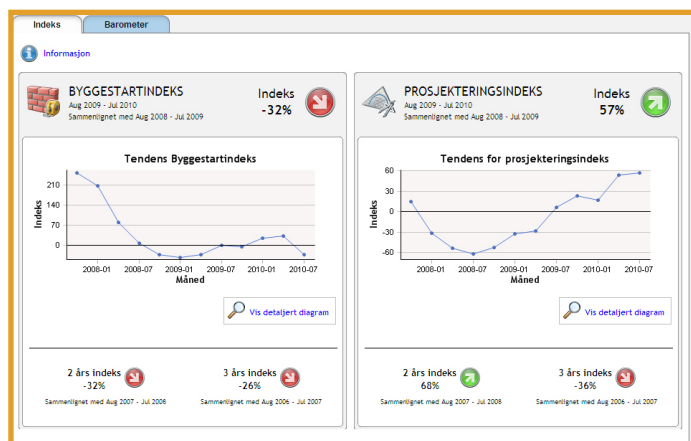 Indeks
Barometer
Informasjon
BYGGESTARTINDEKS
Aug 2009 - Jul 2010
Sammenlignet med Aug 2008 - Jul 2009
Indeks
-32%
Tendens Byggestartindeks
210
140
70
0
Indeks
2008-01 2008-07 2009-01 2009-07 2010-01 2010-07
Måned
Vis detaljert diagram
2 års indeks
-32%
Sammenlignet med Aug 2007 - Jul 2008
3 års indeks
-26%
Sammenlignet med Aug 2006 - Jul 2007
PROSJEKTERINGSINDEKS
Aug 2009 - Jul 2010
Sammenlignet med Aug 2008 - Jul 2009
Indeks
57%
Tendens for prosjekteringsindeks
60
30
0
-30
-60
Indeks
2008-01 2008-07 2009-01 2009-07 2010-01 2010-07
Måned
Vis detaljert diagram
2 års indeks
68%
Sammenlignet med Aug 2007 - Jul 2008
3 års indeks
-36%
Sammenlignet med Aug 2006 - Jul 2007